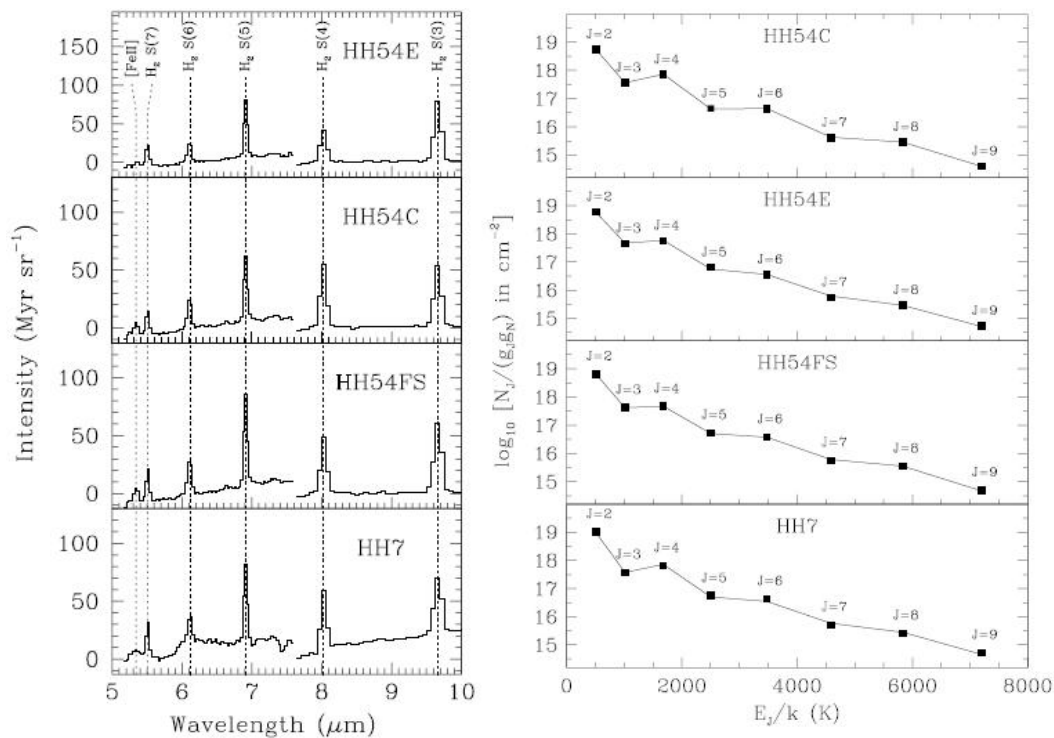 [FeII]
H₂ S(7)
H₂ S(6)
H₂ S(5)
H₂ S(4)
H₂ S(3)
HH54E
150
100
50
0
HH54C
100
50
0
HH54FS
100
50
0
HH7
100
50
0
5 6 7 8 9 10
Wavelength (μm)
Intensity (Myr sr⁻¹)
HH54C
J=2
J=3
J=4
J=5
J=6
J=7
J=8
J=9
19
18
17
16
15
HH54E
J=2
J=3
J=4
J=5
J=6
J=7
J=8
J=9
19
18
17
16
15
HH54FS
J=2
J=3
J=4
J=5
J=6
J=7
J=8
J=9
19
18
17
16
15
HH7
J=2
J=3
J=4
J=5
J=6
J=7
J=8
J=9
19
18
17
16
15
0 2000 4000 6000 8000
E_J/k (K)
log₁₀ [N_J/(g_Jg_N) in cm⁻²]